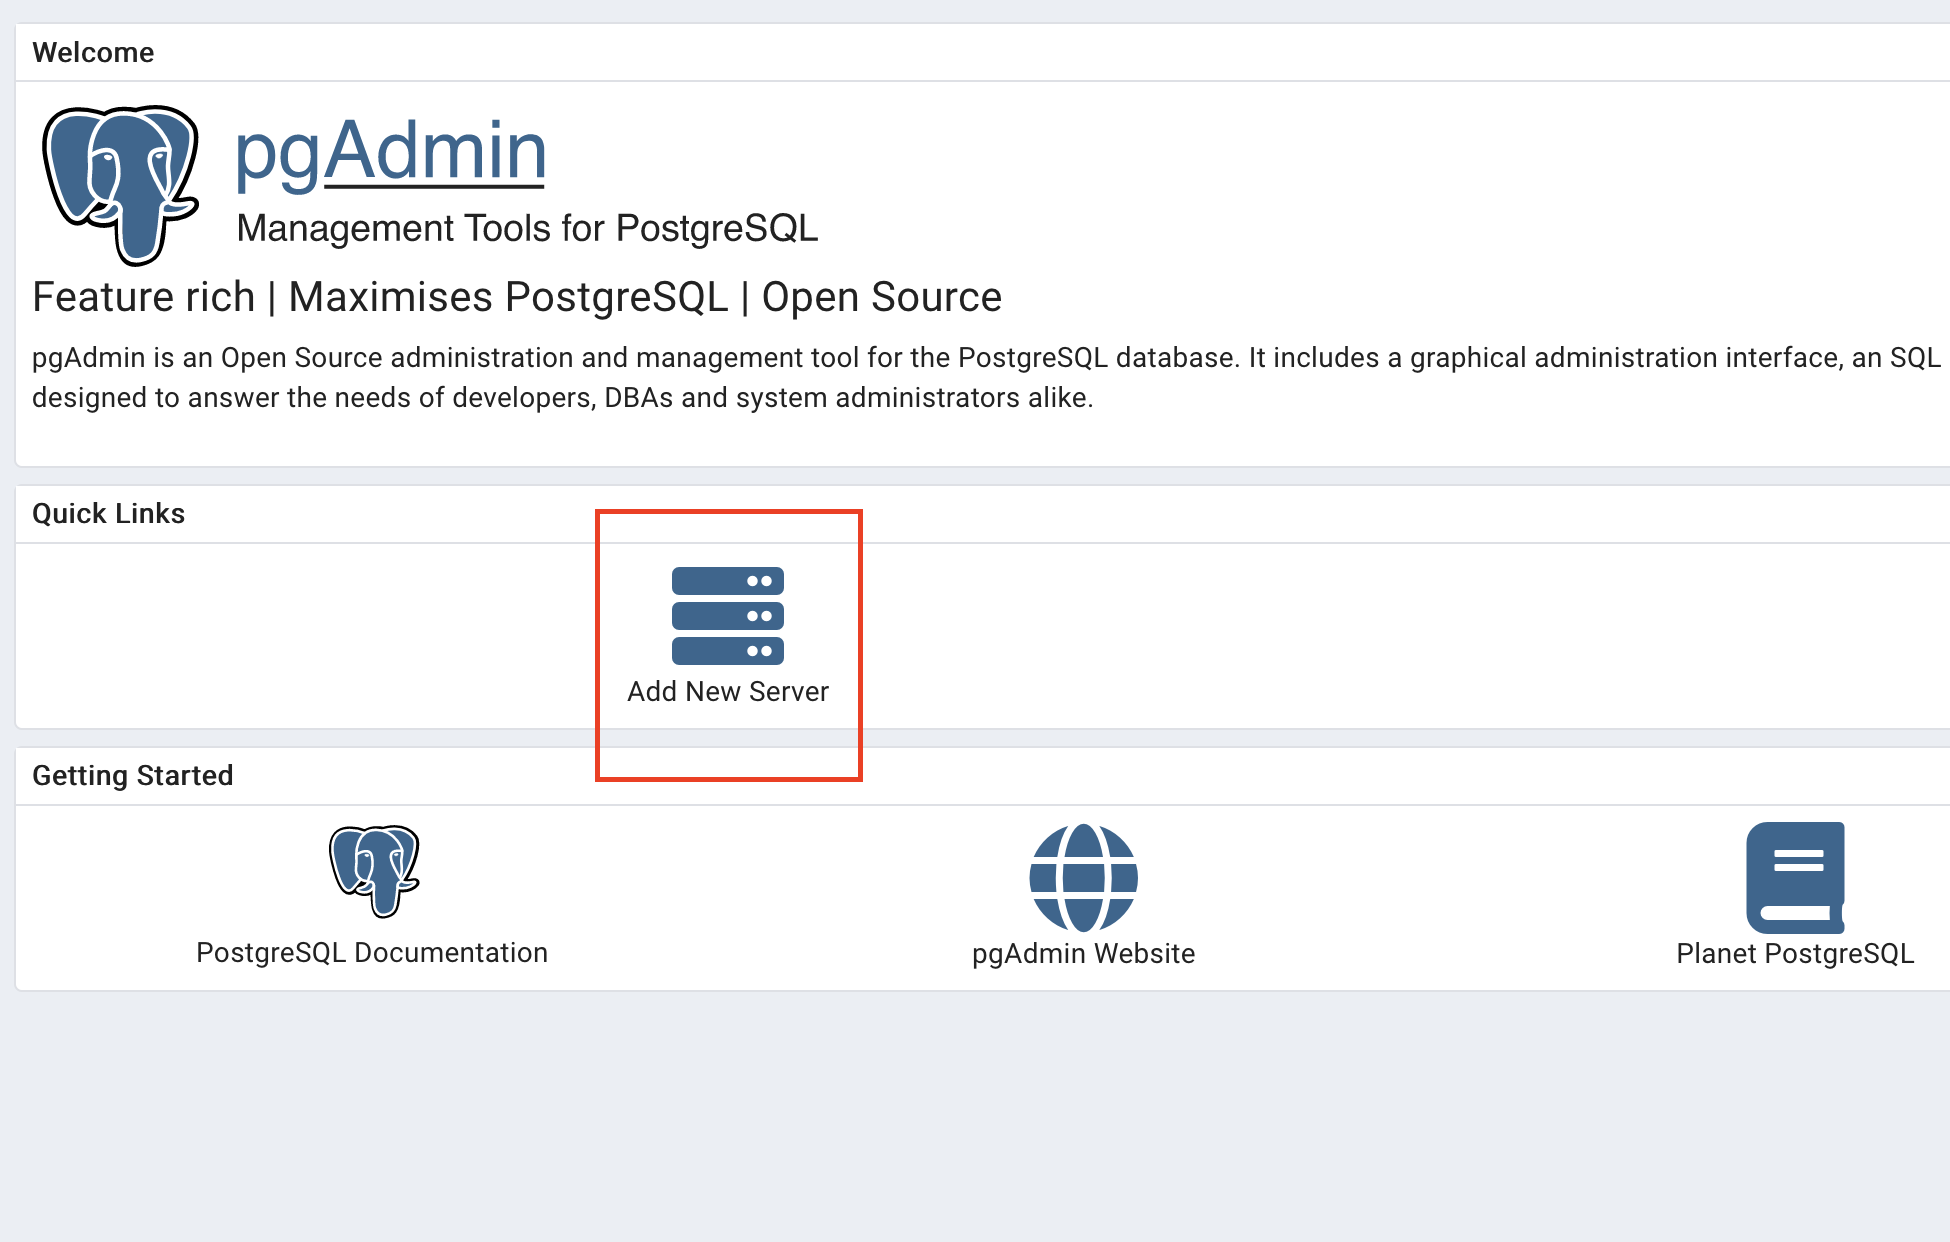 Welcome
pgAdmin
Management Tools for PostgreSQL
Feature rich | Maximises PostgreSQL | Open Source
pgAdmin is an Open Source administration and management tool for the PostgreSQL database. It includes a graphical administration interface, an SQL
designed to answer the needs of developers, DBAs and system administrators alike.
Quick Links
Add New Server
Getting Started
PostgreSQL Documentation
pgAdmin Website
Planet PostgreSQL